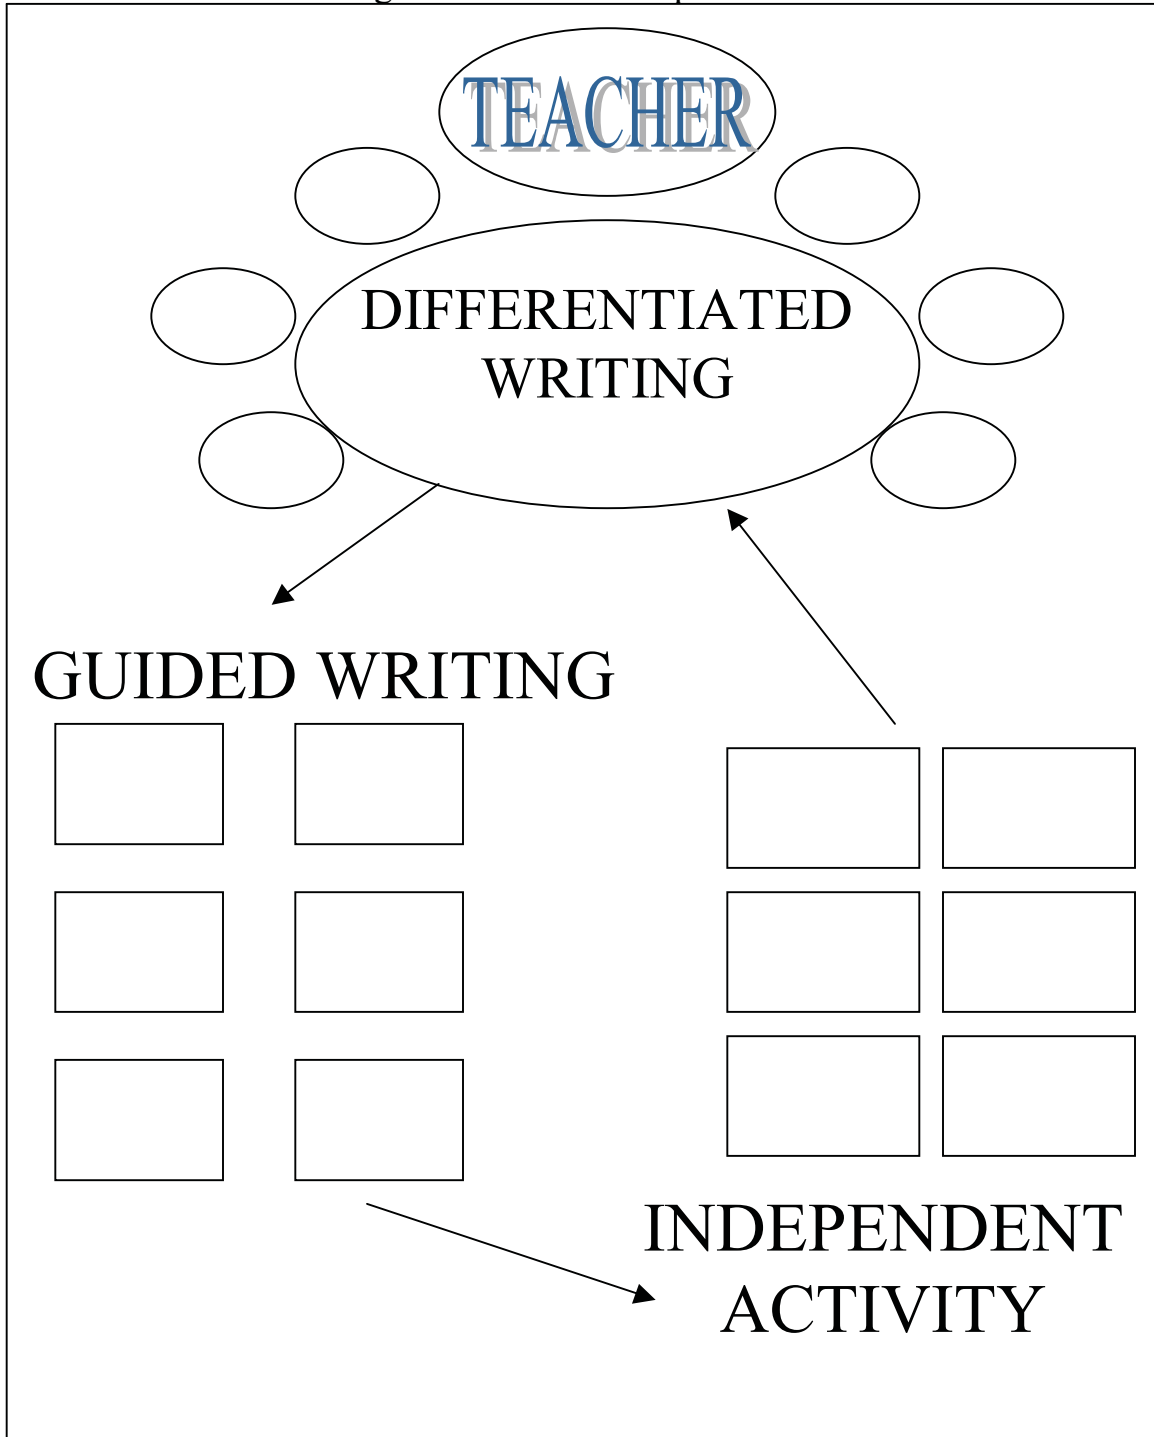 TEACHER
DIFFERENTIATED
WRITING
GUIDED WRITING
INDEPENDENT
ACTIVITY